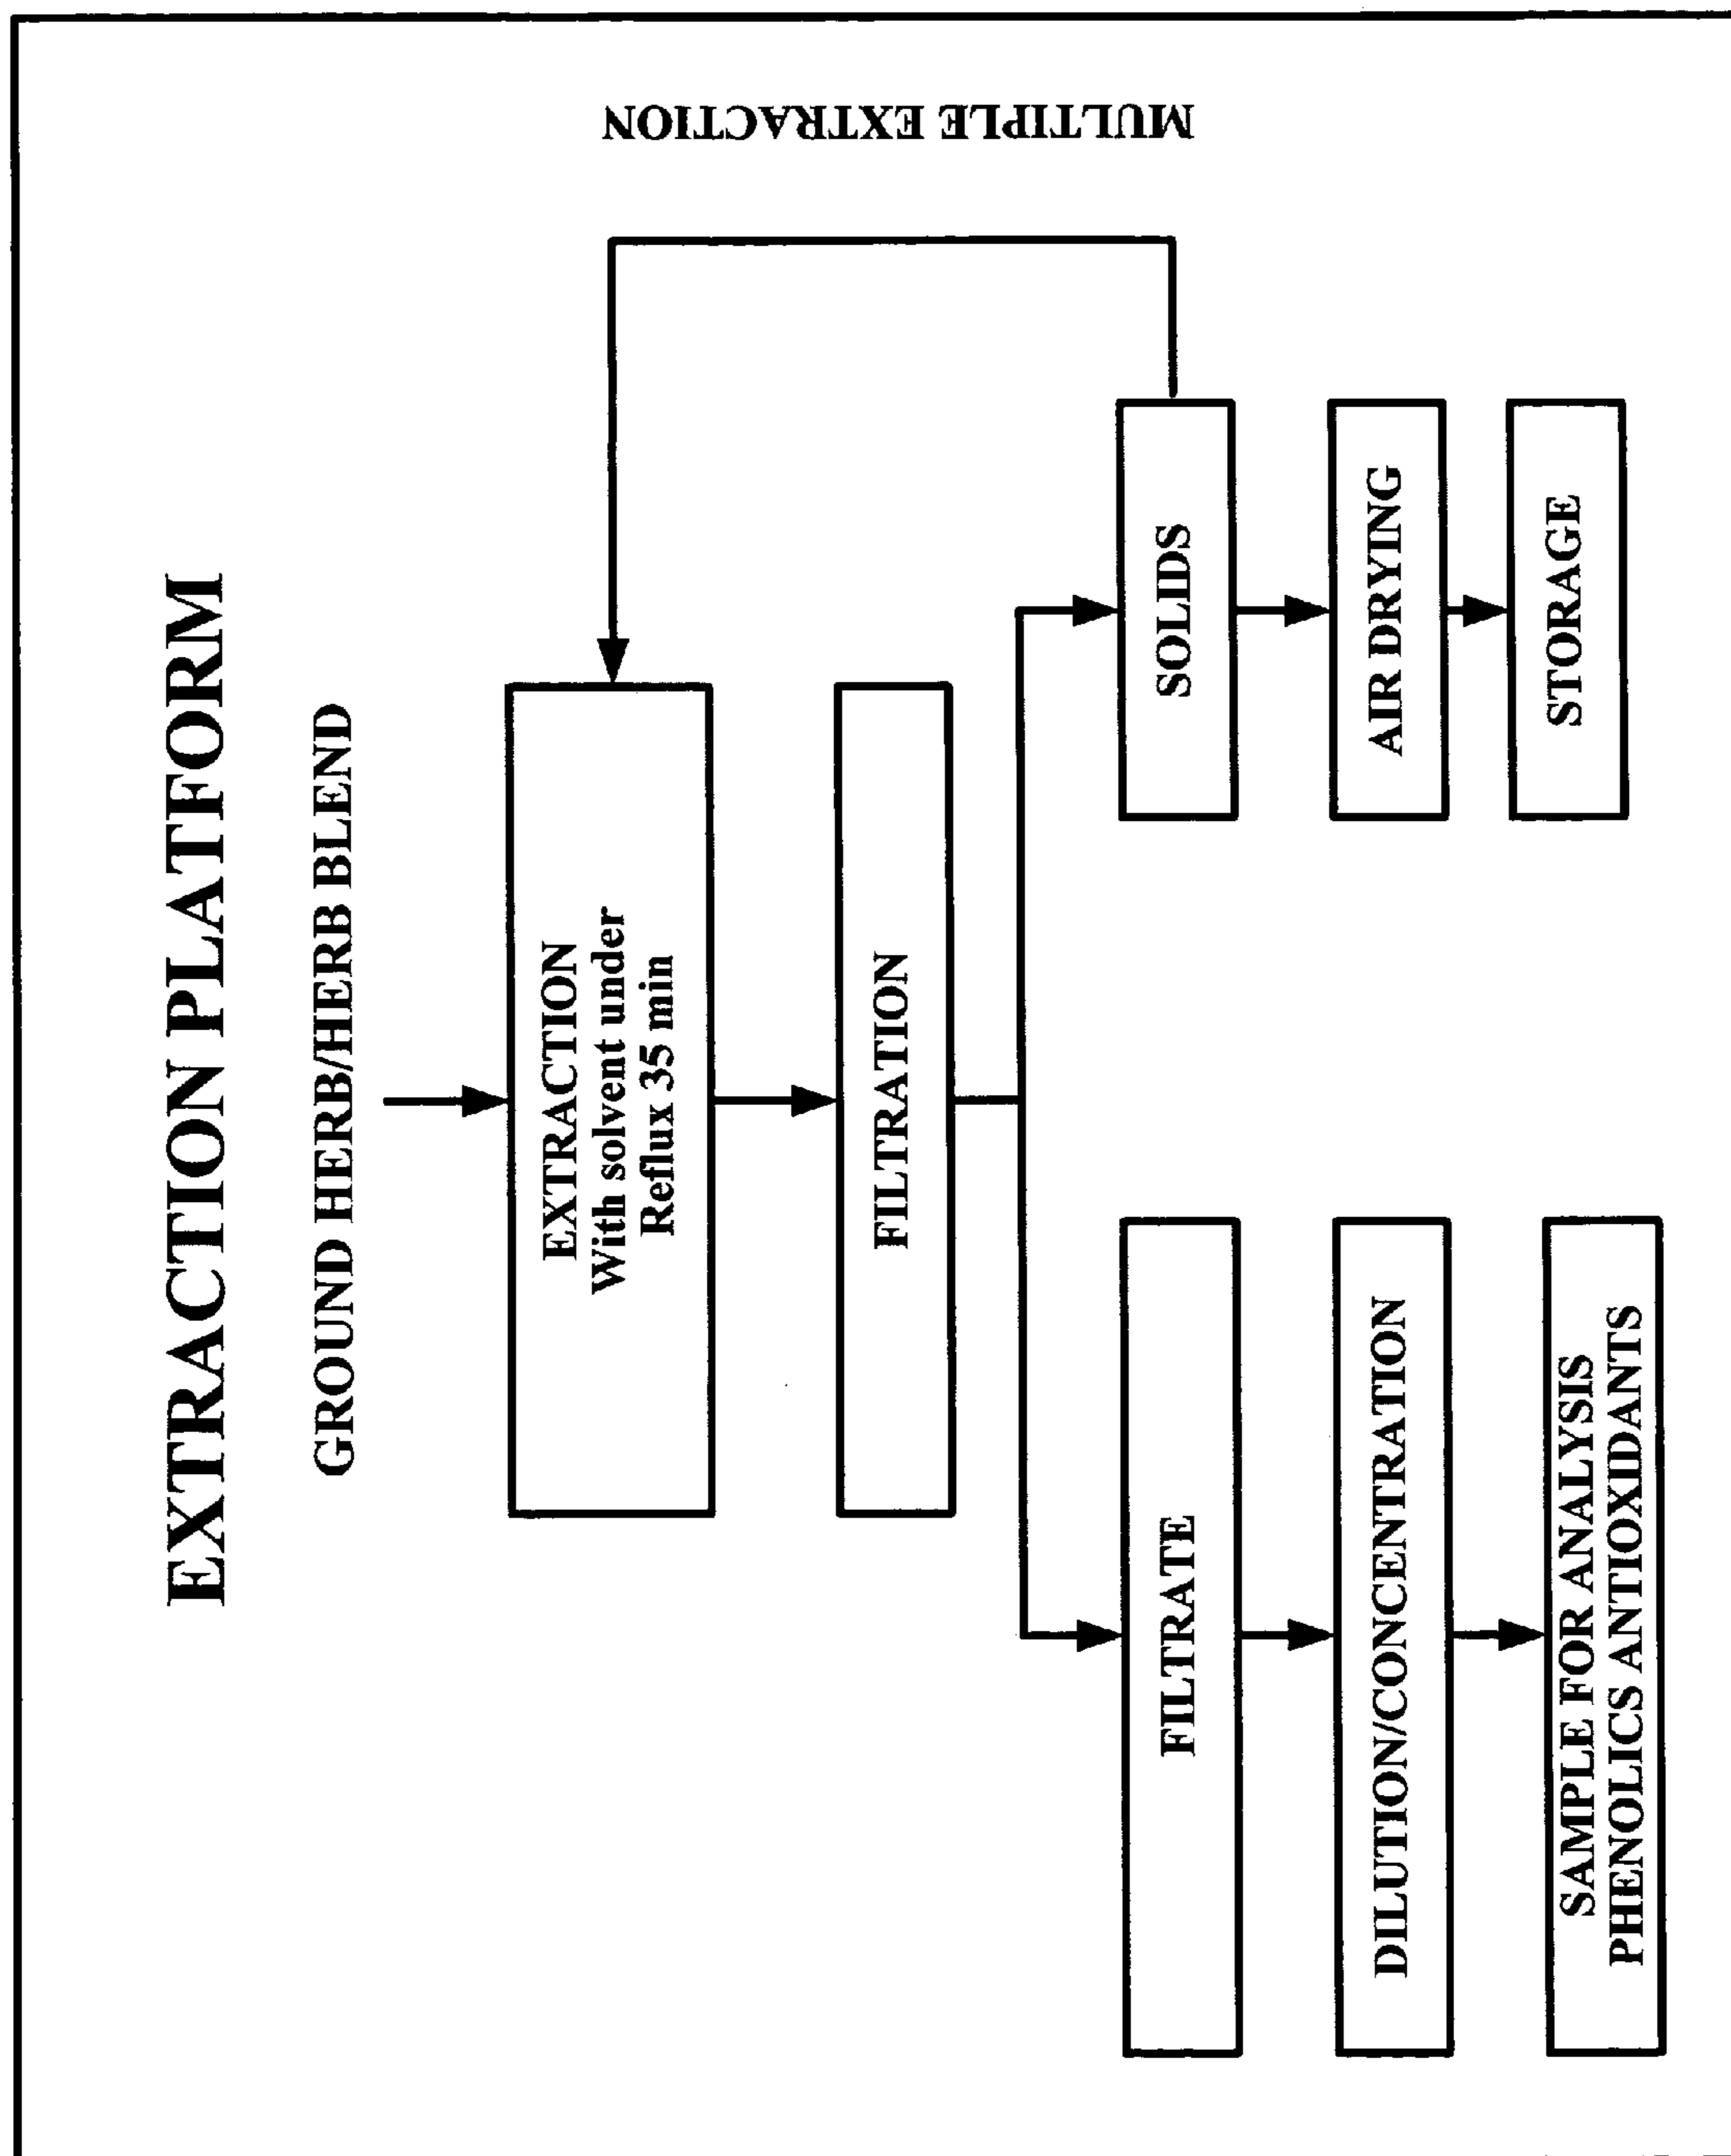 EXTRACTION PLATFORM
GROUND HERB/HERB BLEND
EXTRACTION
With solvent under
Reflux 35 min
MULTIPLE EXTRACTION
FILTRATION
FILTRATE
SOLIDS
DILUTION/CONCENTRATION
AIR DRYING
SAMPLE FOR ANALYSIS
PHENOLICS ANTIOXIDANTS
STORAGE